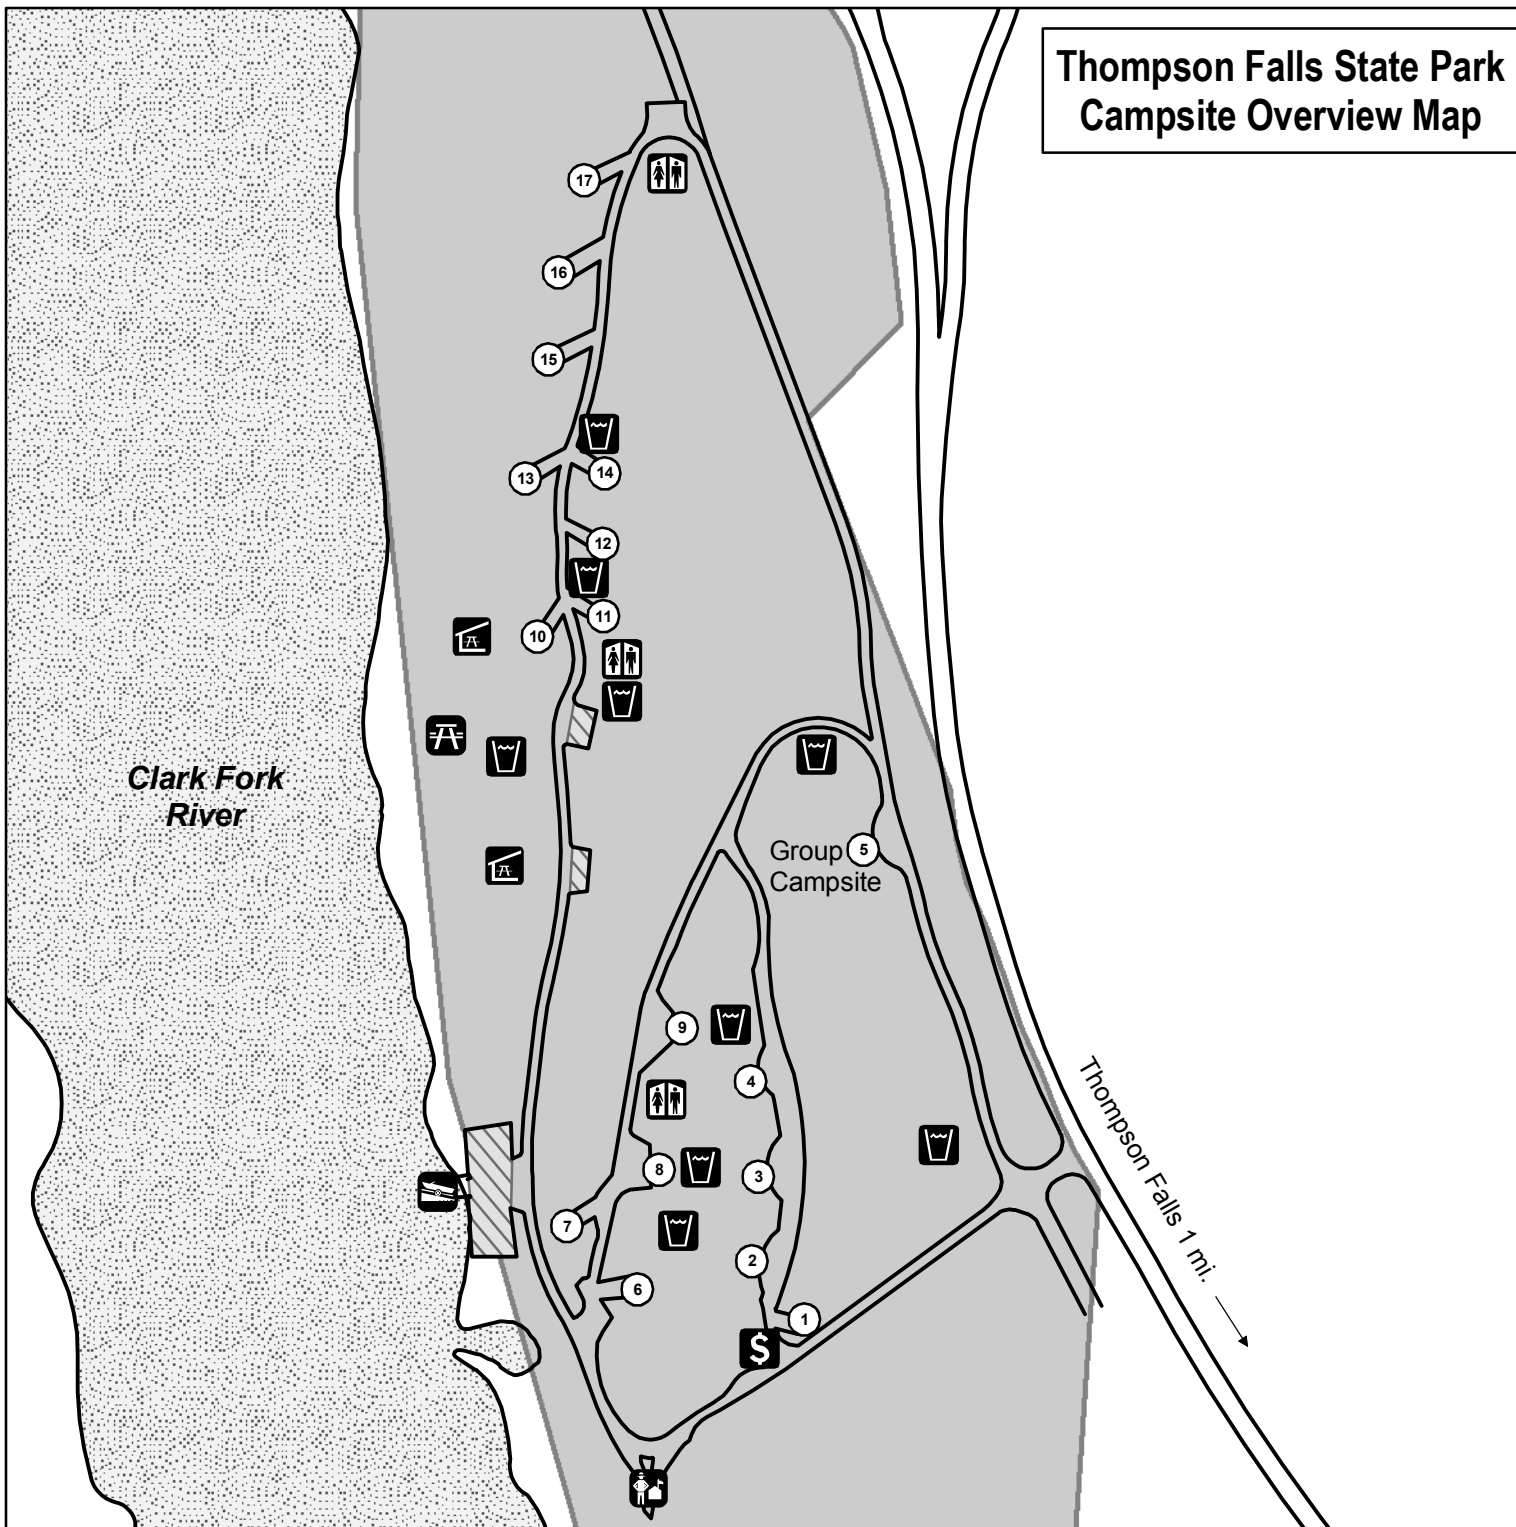 Thompson Falls State Park
Campsite Overview Map
17
16
15
13
14
12
11
10
Clark Fork
River
Group
Campsite
5
9
4
8
3
7
2
6
1
$
Thompson Falls 1 mi.